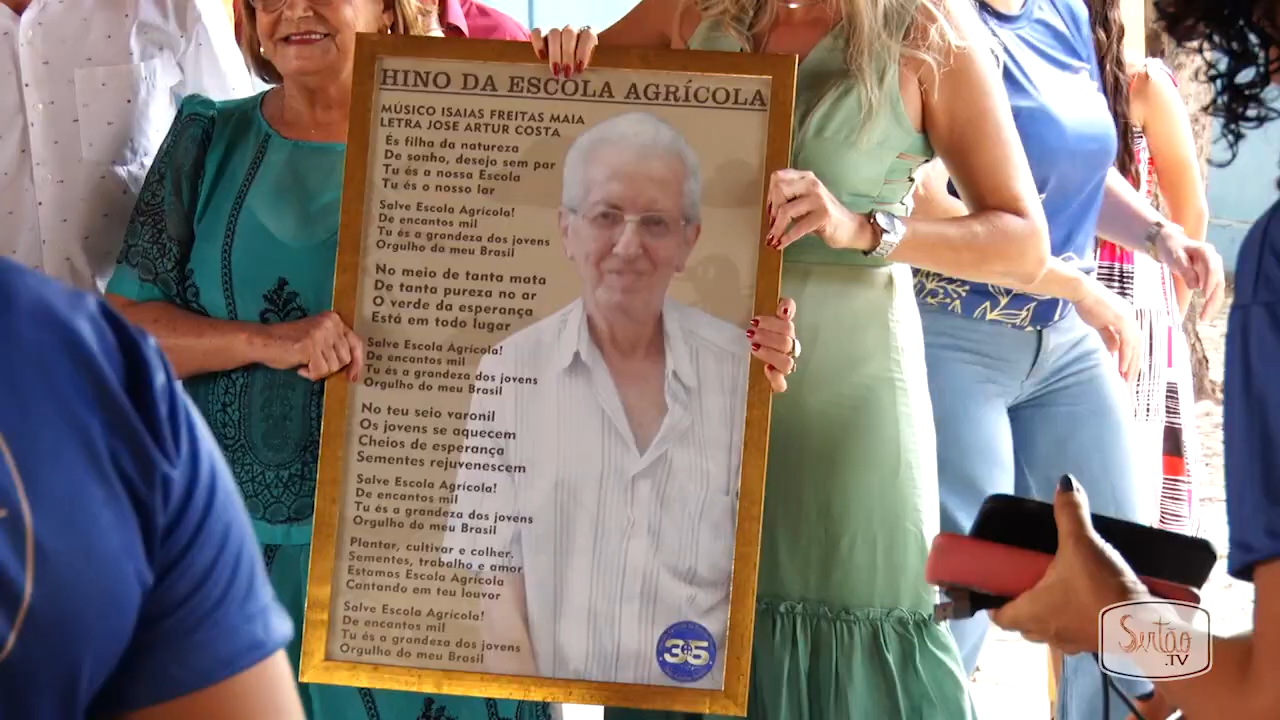 HINO DA ESCOLA AGRÍCOLA
MÚSICO ISAIAS FREITAS MAIA
LETRA JOSE ARTUR COSTA
És filha da natureza
De sonho, desejo sem par
Tu és a nossa Escola
Tu és o nosso lar
Salve Escola Agrícola!
De encantos mil
Tu és a grandeza dos jovens
Orgulho do meu Brasil
No meio de tanta mata
De tanta pureza no ar
O verde da esperança
Está em todo lugar
Salve Escola Agrícola!
De encantos mil
Tu és a grandeza dos jovens
Orgulho do meu Brasil
No teu seio varonil
Os jovens se aquecem
Cheios de esperança
Sementes rejuvenescem
Salve Escola Agrícola!
De encantos mil
Tu és a grandeza dos jovens
Orgulho do meu Brasil
Plantar, cultivar e colher.
Sementes, trabalho e amor
Estamos Escola Agrícola
Cantando em teu louvor
Salve Escola Agrícola!
De encantos mil
Tu és a grandeza dos jovens
Orgulho do meu Brasil
35
Sertão
.TV